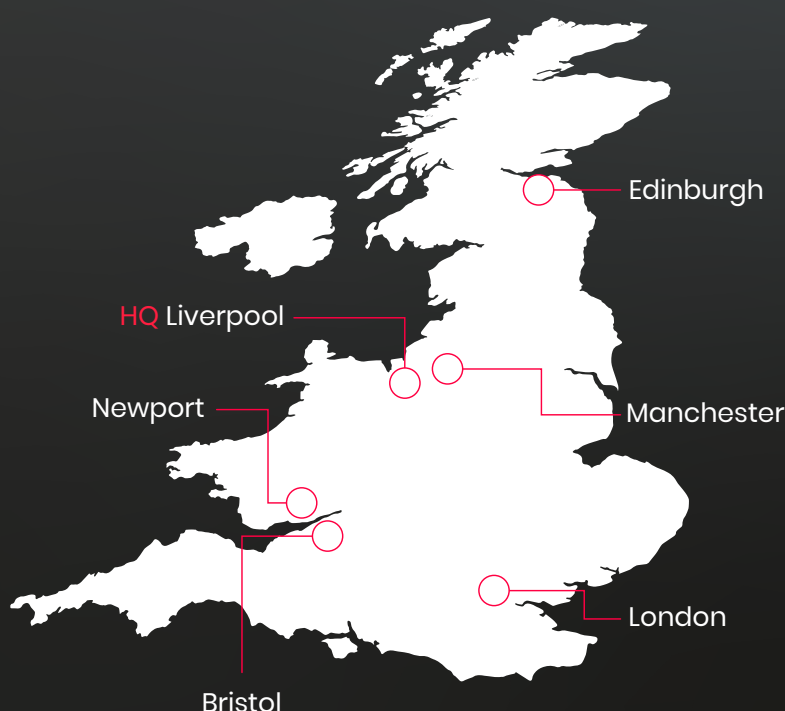 Edinburgh
HQ Liverpool
Newport
Manchester
London
Bristol